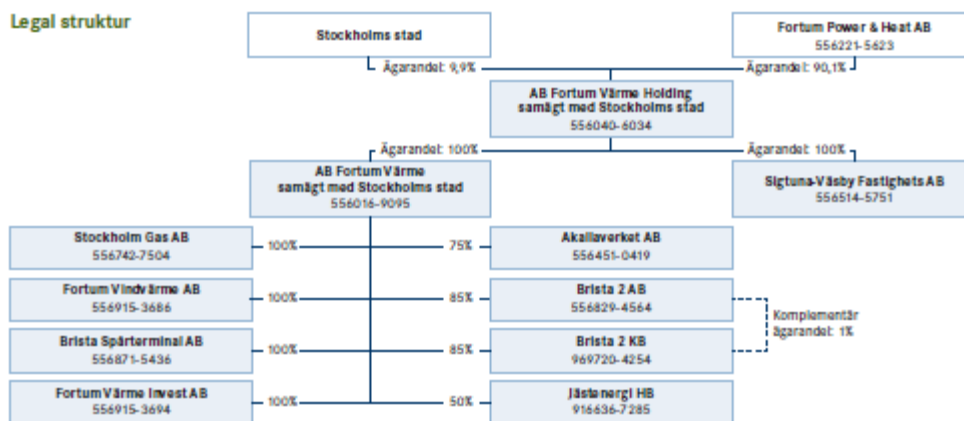 Legal struktur
Stockholms stad
Fortum Power & Heat AB
556221-5623
Ägarandel: 9,9%
Ägarandel: 90,1%
AB Fortum Värme Holding
samägt med Stockholms stad
556040-6034
Ägarandel: 100%
Ägarandel: 100%
AB Fortum Värme
samägt med Stockholms stad
556016-9095
Sigtuna-Väsby Fastighets AB
556514-5751
Stockholm Gas AB
556742-7504
100%
75%
Akallaverket AB
556451-0419
Fortum Vindvärme AB
556915-3686
100%
85%
Brista 2 AB
556829-4564
Komplementär
ägarandel: 1%
Brista Spårterminal AB
556871-5436
100%
85%
Brista 2 KB
969720-4254
Fortum Värme Invest AB
556915-3694
100%
50%
Jästenergi HB
916636-7285